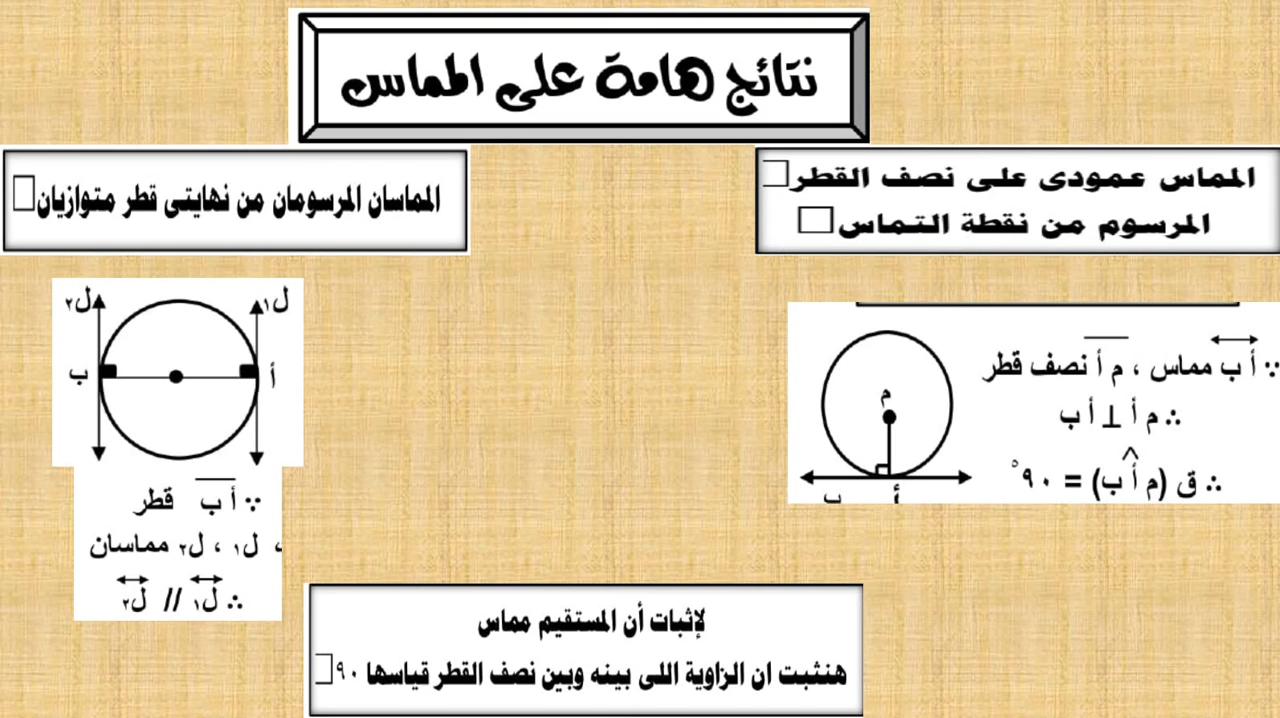 نتائج هامة على المماس
المماس عمودى على نصف القطر
المرسوم من نقطة التماس
المماسان المرسومان من نهايتى قطر متوازيان
م
أ
ب
∵ أ ب مماس ، م أ نصف قطر
∴ م أ ⊥ أ ب
∴ ق (م أ ب) = ٩٠°
ل١
ل٢
أ
ب
∵ أ ب قطر
، ل١ ، ل٢ مماسان
∴ ل١ // ل٢
لإثبات أن المستقيم مماس
هنثبت ان الزاوية اللى بينه وبين نصف القطر قياسها ٩٠